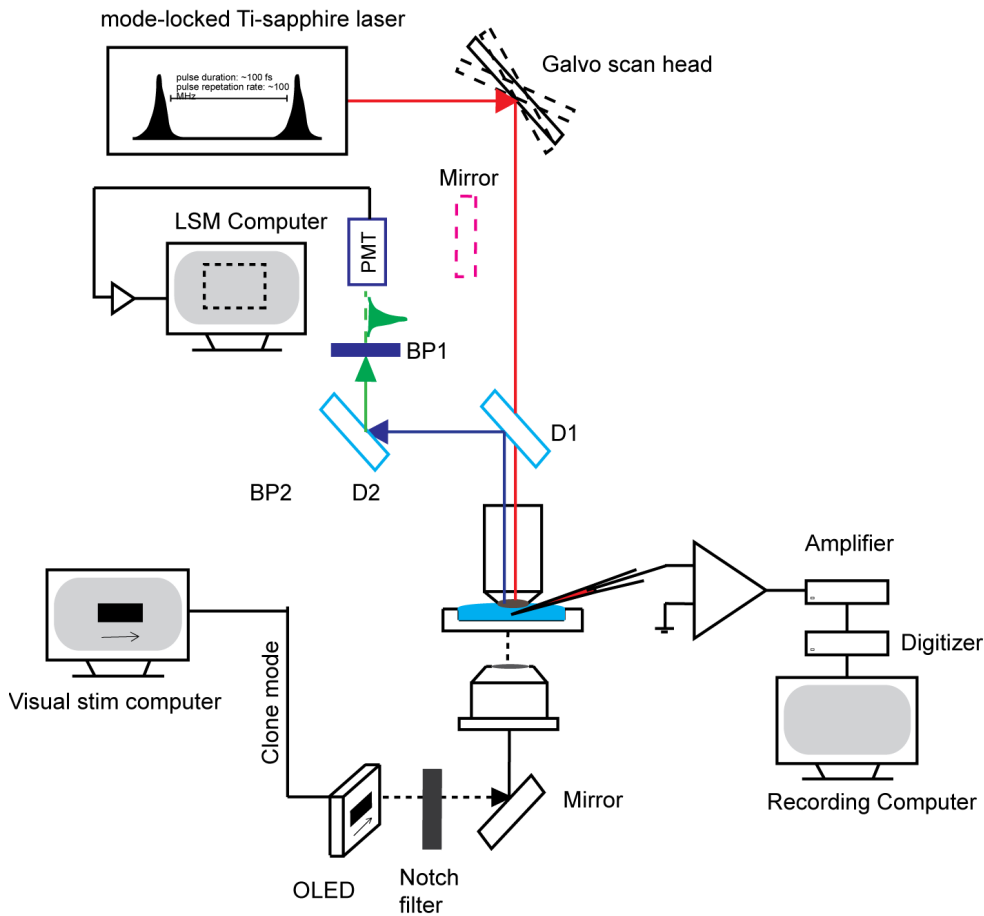 mode-locked Ti-sapphire laser
pulse duration: ~100 fs
pulse repetation rate: ~100
MHz
Galvo scan head
Mirror
LSM Computer
PMT
BP1
D1
BP2
D2
Amplifier
Digitizer
Recording Computer
Visual stim computer
Clone mode
Mirror
OLED
Notch
filter